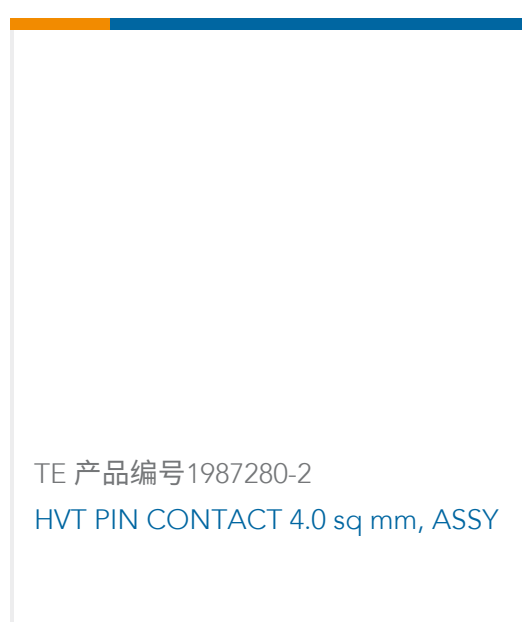 TE 产品编号1987280-2
HVT PIN CONTACT 4.0 sq mm, ASSY